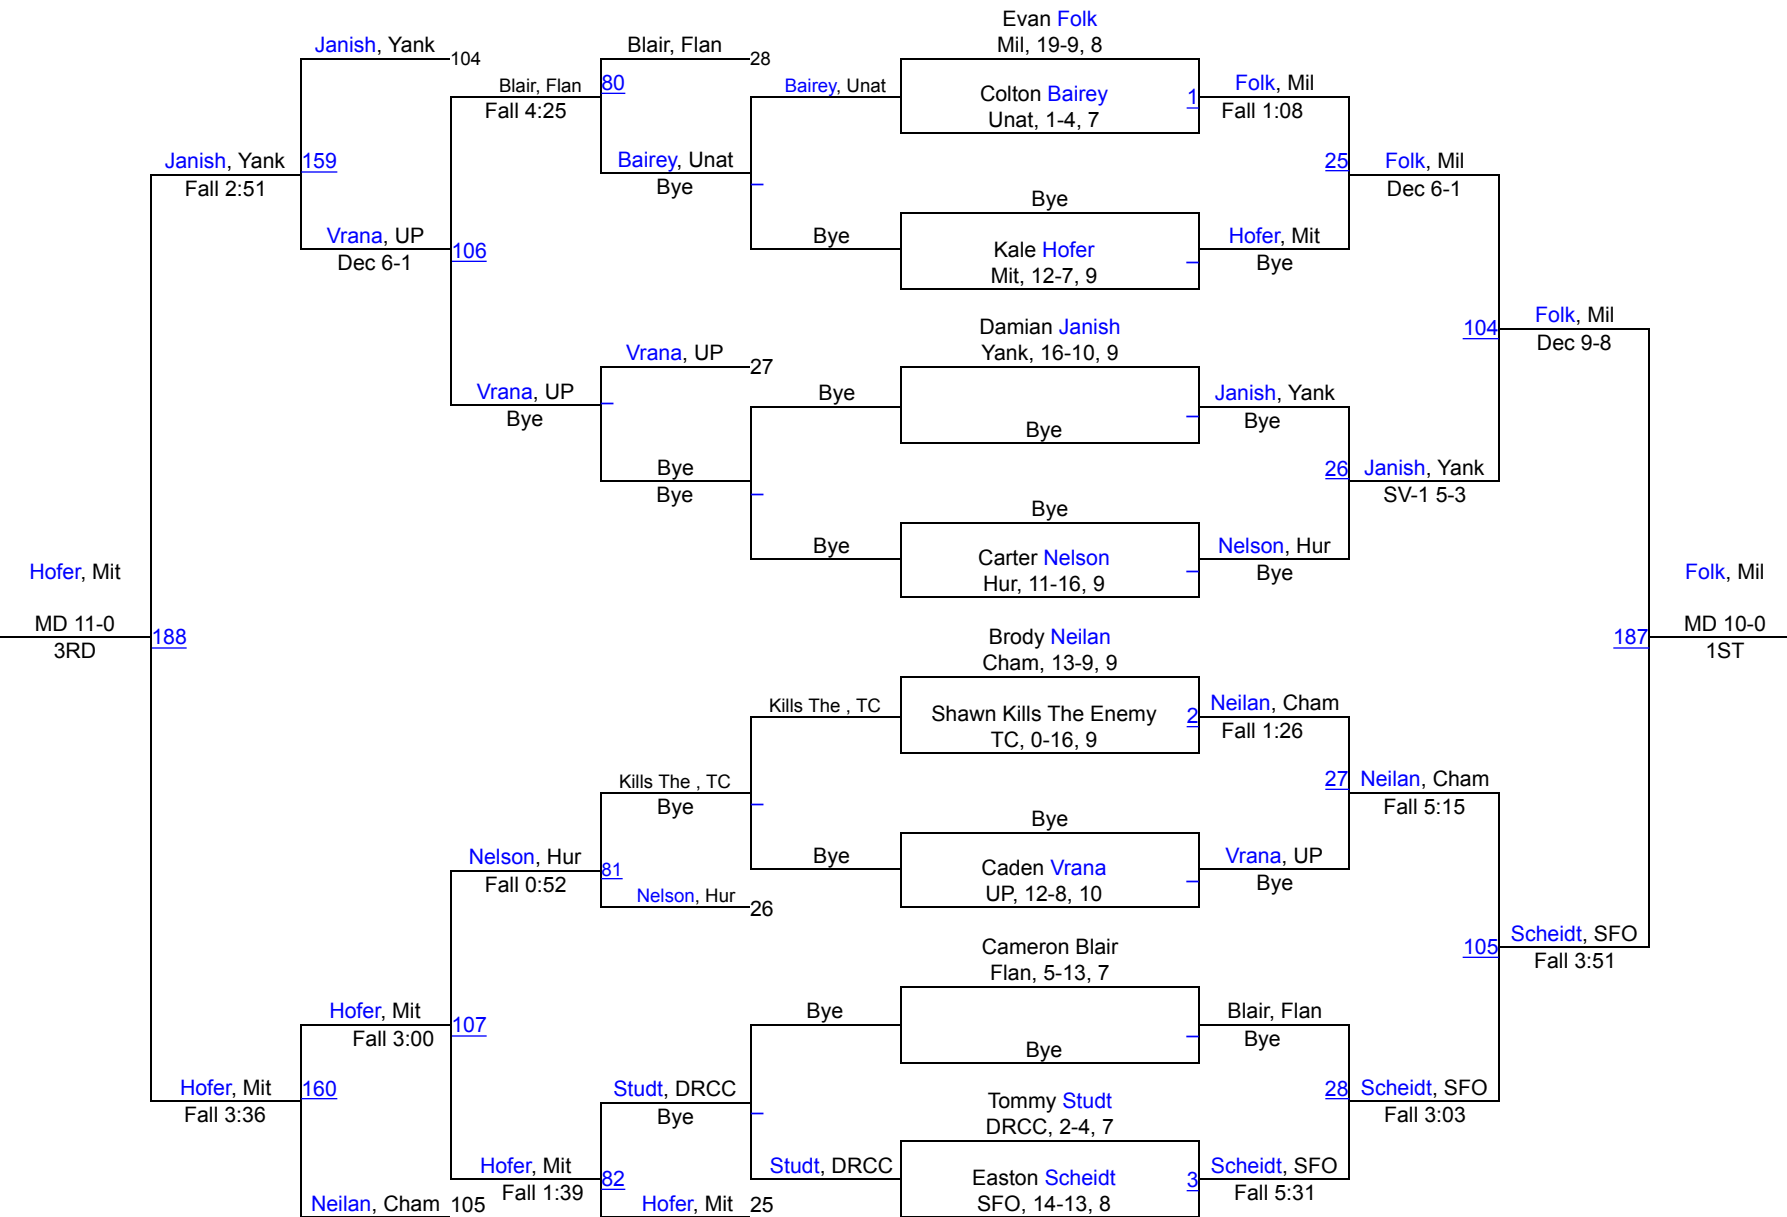 Evan Folk
Mil, 19-9, 8
Colton Bairey
Unat, 1-4, 7
1
Folk, Mil
Fall 1:08
Bye
Kale Hofer
Mit, 12-7, 9
Hofer, Mit
Bye
25
Folk, Mil
Dec 6-1
Damian Janish
Yank, 16-10, 9
Bye
Janish, Yank
Bye
Bye
Carter Nelson
Hur, 11-16, 9
Nelson, Hur
Bye
26
Janish, Yank
SV-1 5-3
104
Folk, Mil
Dec 9-8
Brody Neilan
Cham, 13-9, 9
Shawn Kills The Enemy
TC, 0-16, 9
2
Neilan, Cham
Fall 1:26
Bye
Caden Vrana
UP, 12-8, 10
Vrana, UP
Bye
27
Neilan, Cham
Fall 5:15
Cameron Blair
Flan, 5-13, 7
Bye
Blair, Flan
Bye
Tommy Studt
DRCC, 2-4, 7
Easton Scheidt
SFO, 14-13, 8
3
Scheidt, SFO
Fall 5:31
28
Scheidt, SFO
Fall 3:03
105
Scheidt, SFO
Fall 3:51
187
Folk, Mil
MD 10-0
1ST
Bairey, Unat
Bye
Blair, Flan
28
Bairey, Unat
Bye
80
Blair, Flan
Fall 4:25
Bye
Bye
Vrana, UP
27
Bye
Bye
Vrana, UP
Bye
106
Vrana, UP
Dec 6-1
Janish, Yank
104
159
Janish, Yank
Fall 2:51
Kills The , TC
Bye
Kills The , TC
Bye
81
Nelson, Hur
26
Nelson, Hur
Fall 0:52
Bye
Studt, DRCC
Studt, DRCC
Bye
82
Hofer, Mit
25
Hofer, Mit
Fall 1:39
107
Hofer, Mit
Fall 3:00
160
Neilan, Cham
105
Hofer, Mit
Fall 3:36
188
Hofer, Mit
MD 11-0
3RD